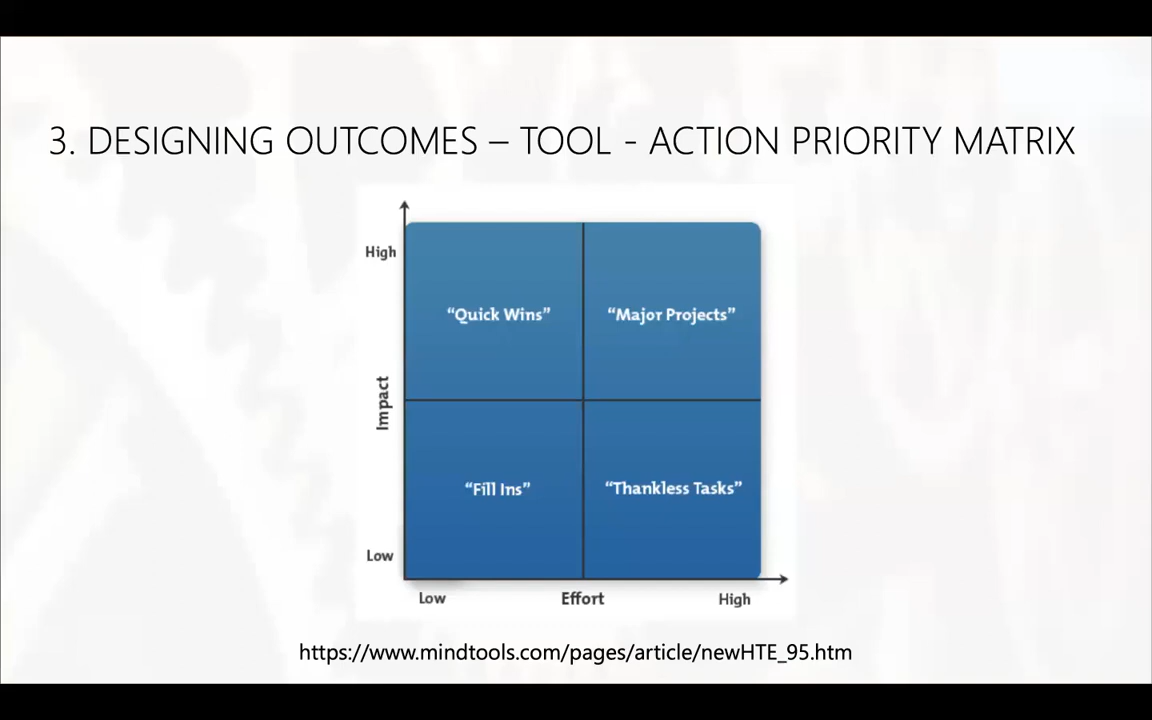 3. DESIGNING OUTCOMES – TOOL - ACTION PRIORITY MATRIX
High
“Quick Wins”
“Major Projects”
Impact
“Fill Ins”
“Thankless Tasks”
Low
Low
Effort
High
https://www.mindtools.com/pages/article/newHTE_95.htm